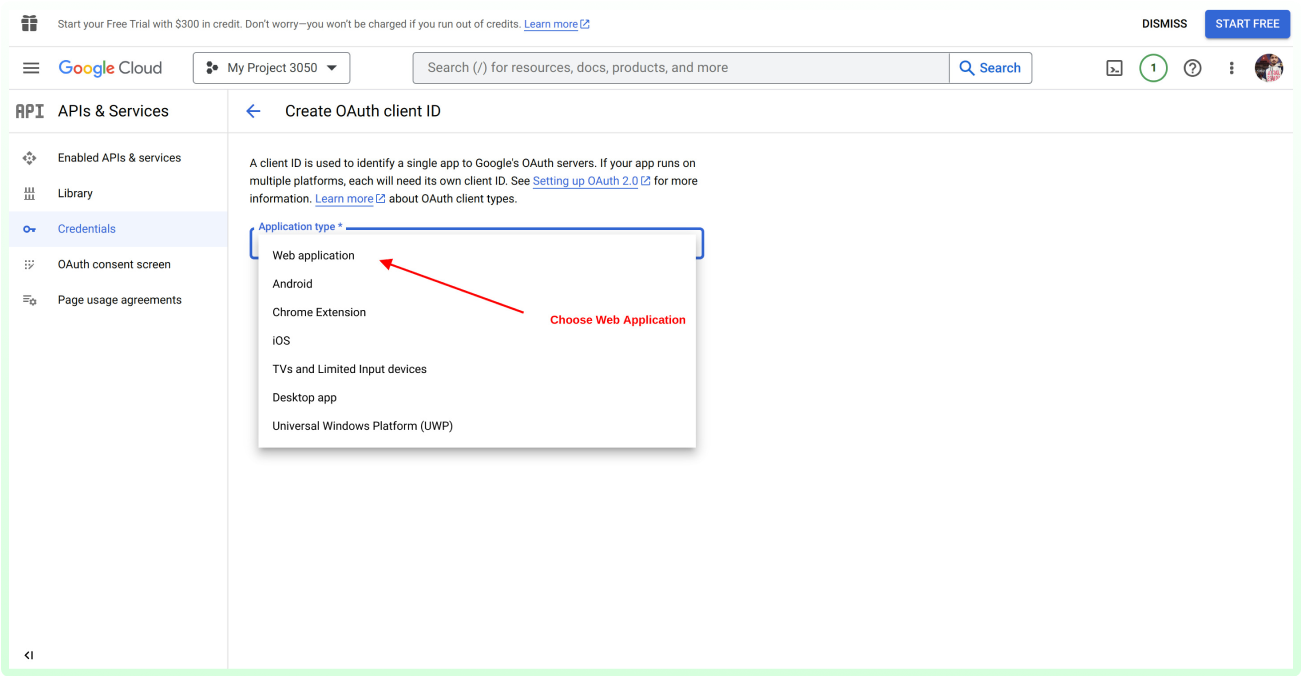 Start your Free Trial with $300 in credit. Don't worry—you won't be charged if you run out of credits. Learn more
DISMISS
START FREE
Google Cloud
My Project 3050
Search (/) for resources, docs, products, and more
Search
1
API
APIs & Services
Create OAuth client ID
Enabled APIs & services
Library
Credentials
OAuth consent screen
Page usage agreements
A client ID is used to identify a single app to Google's OAuth servers. If your app runs on
multiple platforms, each will need its own client ID. See Setting up OAuth 2.0 for more
information. Learn more about OAuth client types.
Application type *
Web application
Android
Chrome Extension
Choose Web Application
iOS
TVs and Limited Input devices
Desktop app
Universal Windows Platform (UWP)